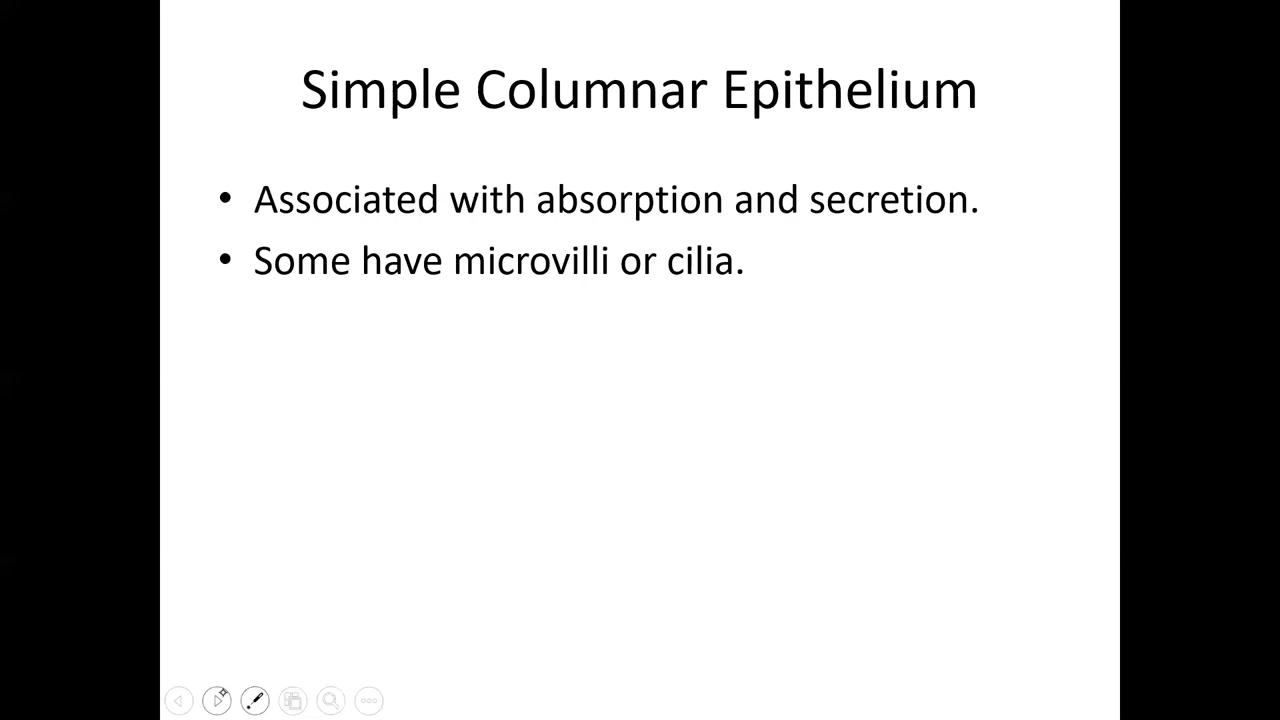 Simple Columnar Epithelium
• Associated with absorption and secretion.
• Some have microvilli or cilia.